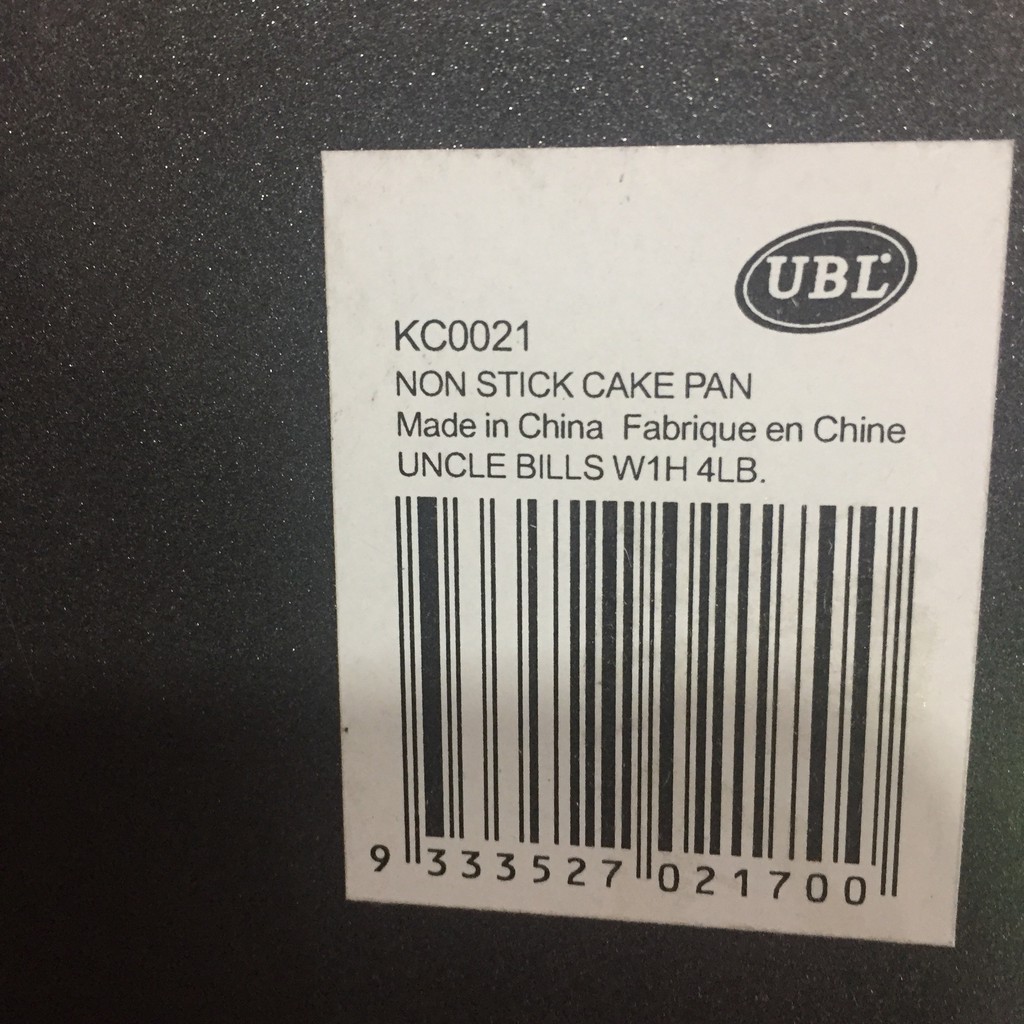 UBL
KC0021
NON STICK CAKE PAN
Made in China Fabrique en Chine
UNCLE BILLS W1H 4LB.
9 333527 021700